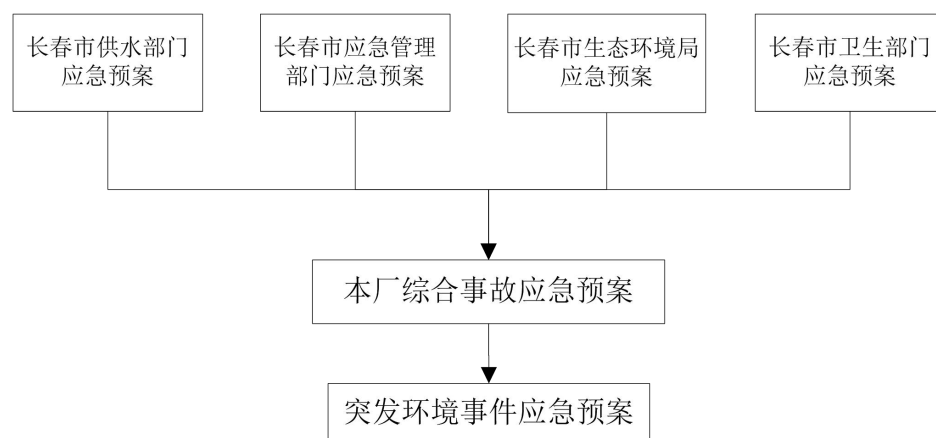 长春市供水部门
应急预案
长春市应急管理
部门应急预案
长春市生态环境局
应急预案
长春市卫生部门
应急预案
本厂综合事故应急预案
突发环境事件应急预案